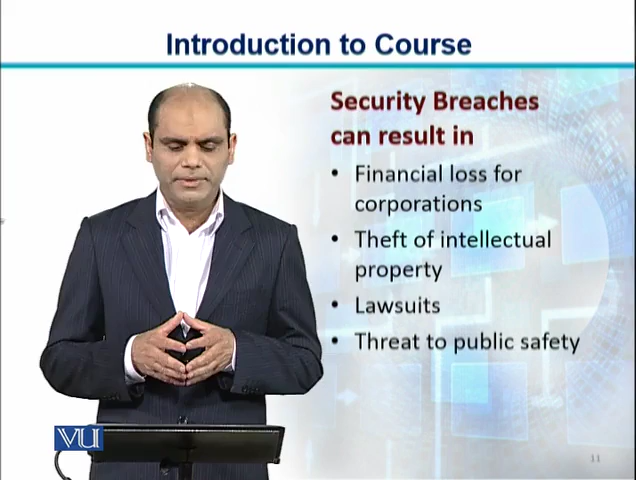 Introduction to Course
Security Breaches
can result in
• Financial loss for
corporations
• Theft of intellectual
property
• Lawsuits
• Threat to public safety
VU
11